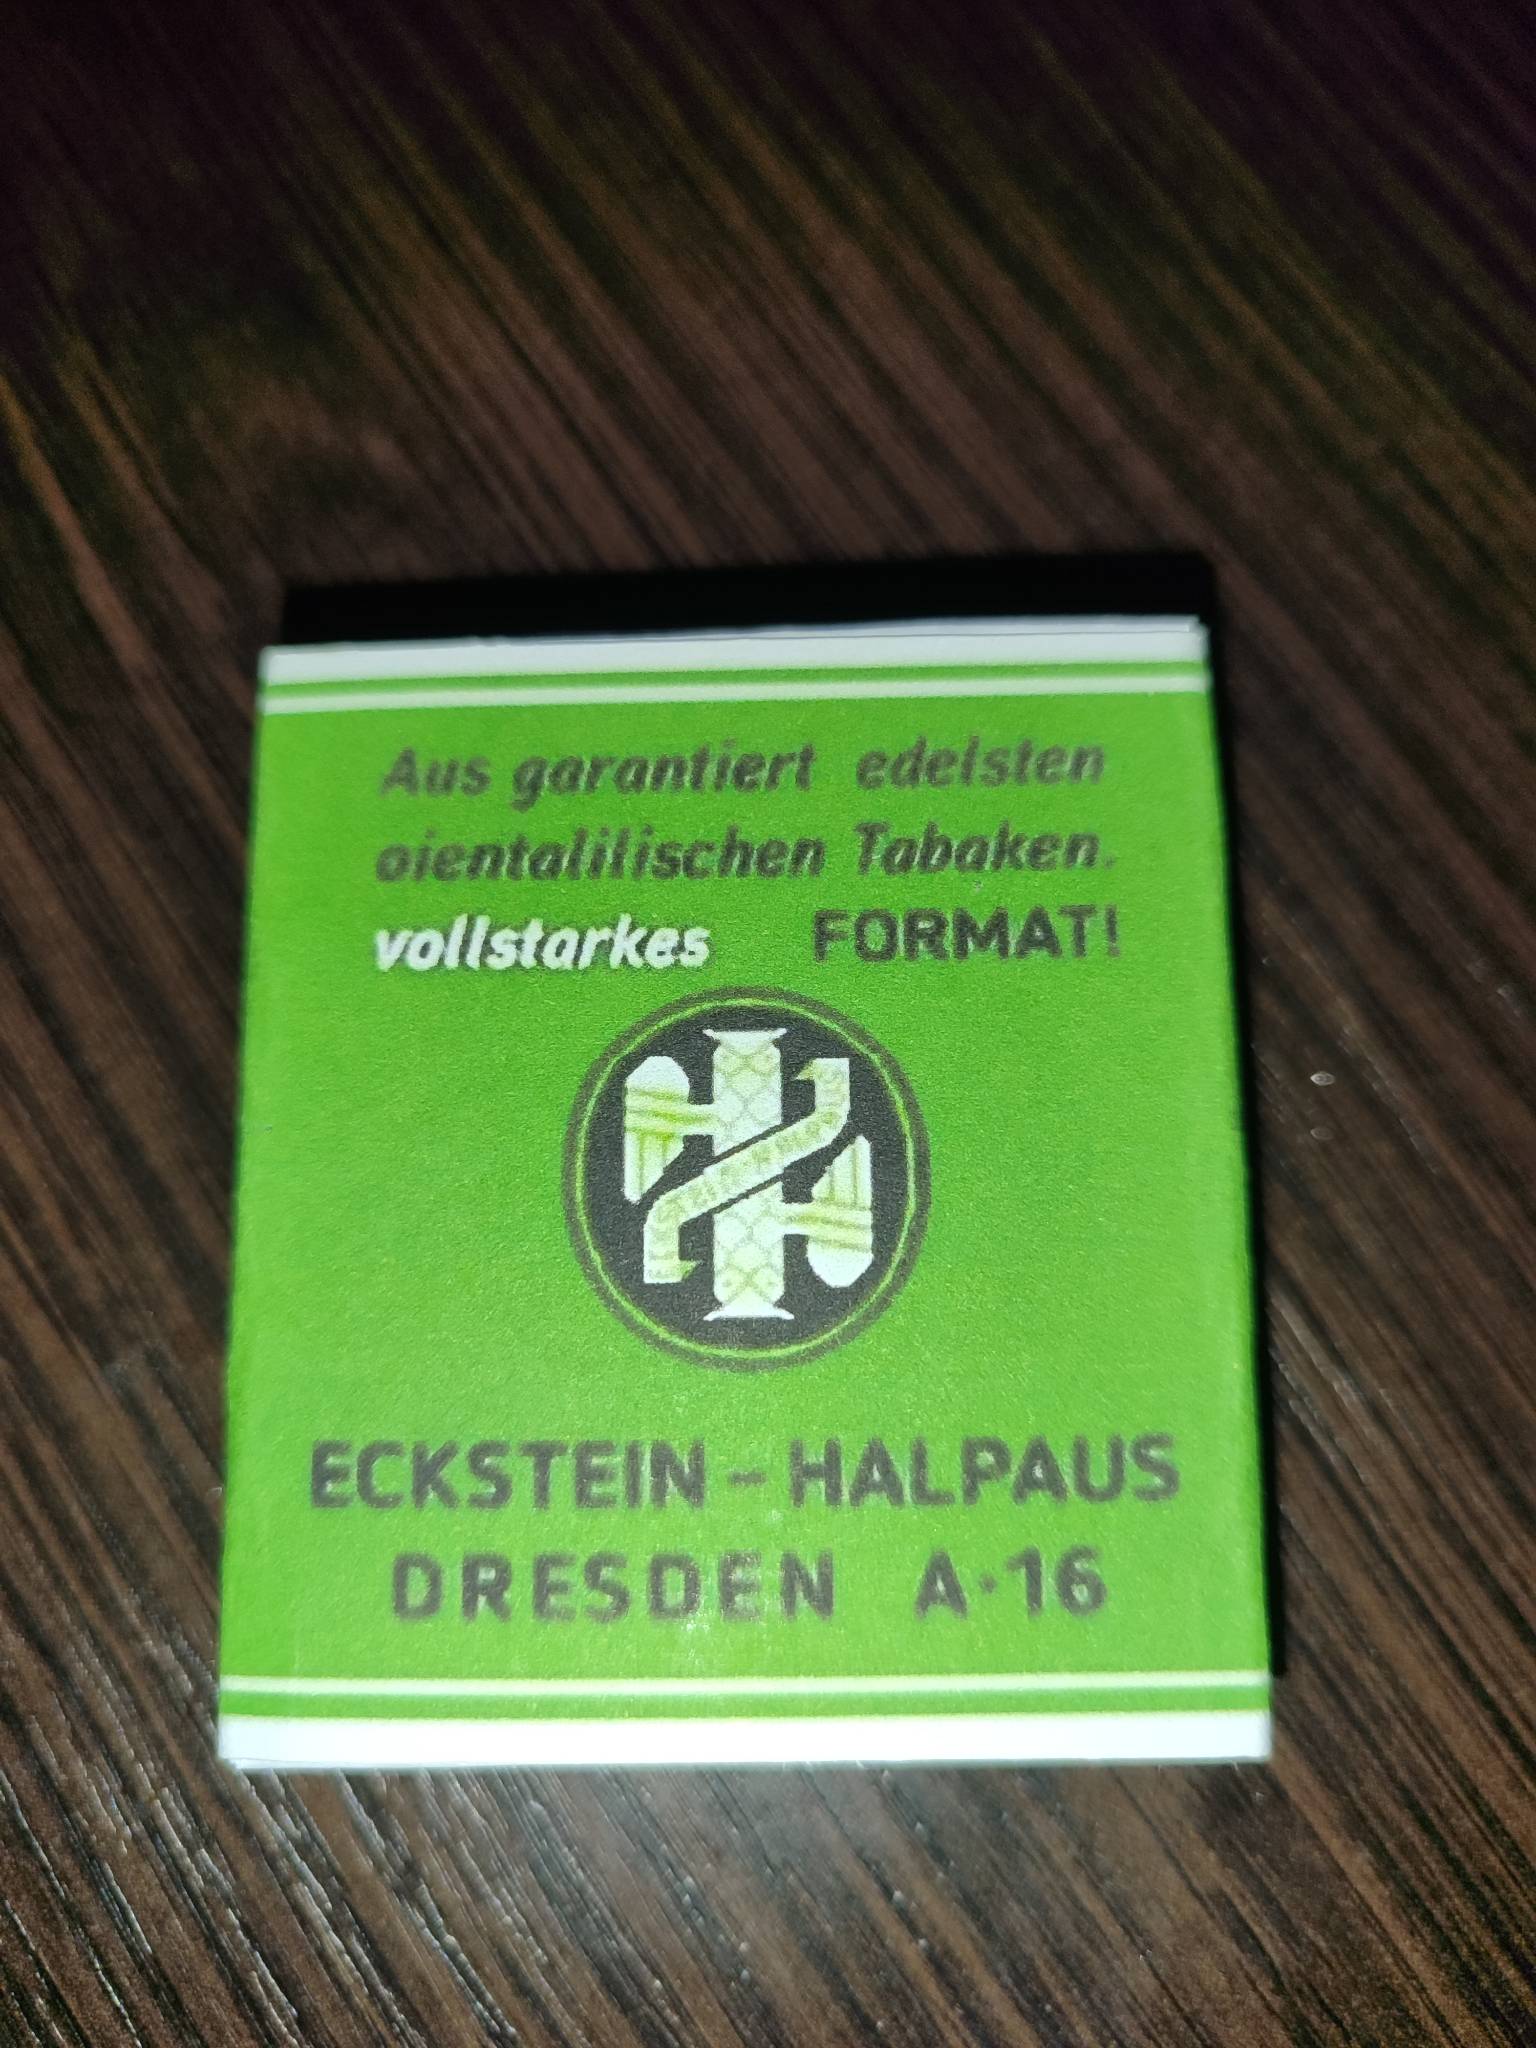 Aus garantiert edelsten
oientalilischen Tabaken.
vollstarkes FORMAT!
ECKSTEIN - HALPAUS
DRESDEN A·16